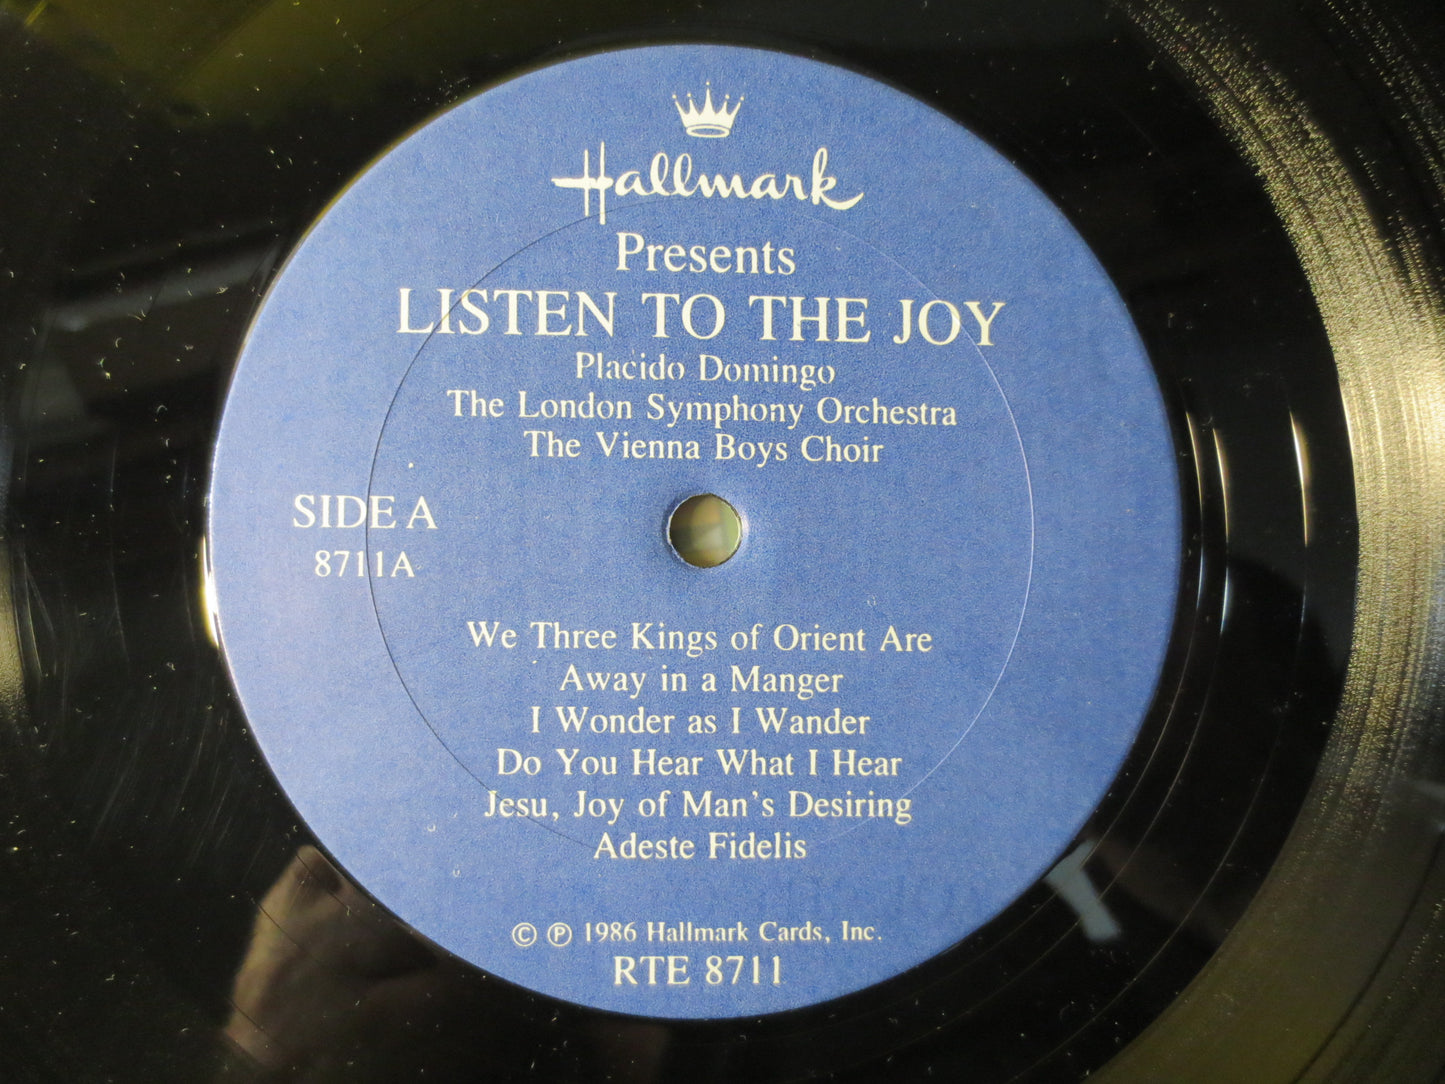 Hallmark
Presents
LISTEN TO THE JOY
Placido Domingo
The London Symphony Orchestra
The Vienna Boys Choir
SIDE A
8711A
We Three Kings of Orient Are
Away in a Manger
I Wonder as I Wander
Do You Hear What I Hear
Jesu, Joy of Man's Desiring
Adeste Fidelis
© ℗ 1986 Hallmark Cards, Inc.
RTE 8711